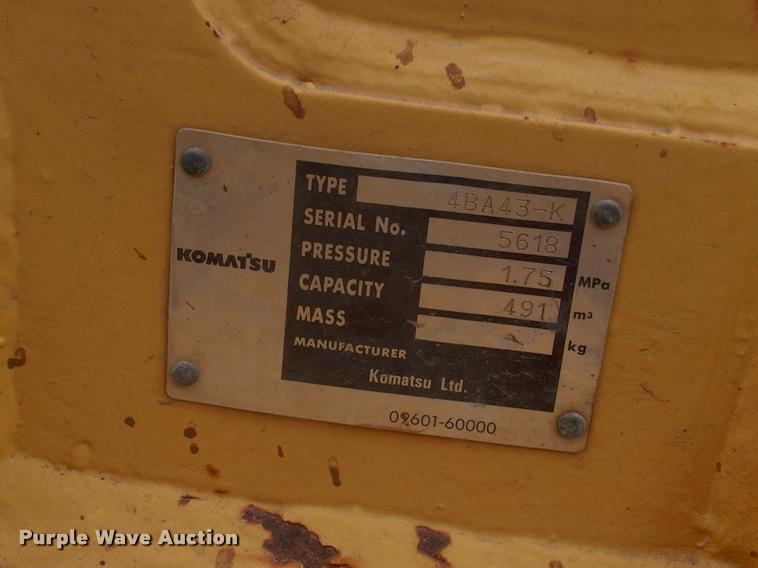 TYPE 4BA43-K
SERIAL No. 5618
PRESSURE 1.75 MPa
CAPACITY 491 m³
MASS kg
MANUFACTURER
Komatsu Ltd.
KOMATSU
09601-60000
Purple Wave Auction®